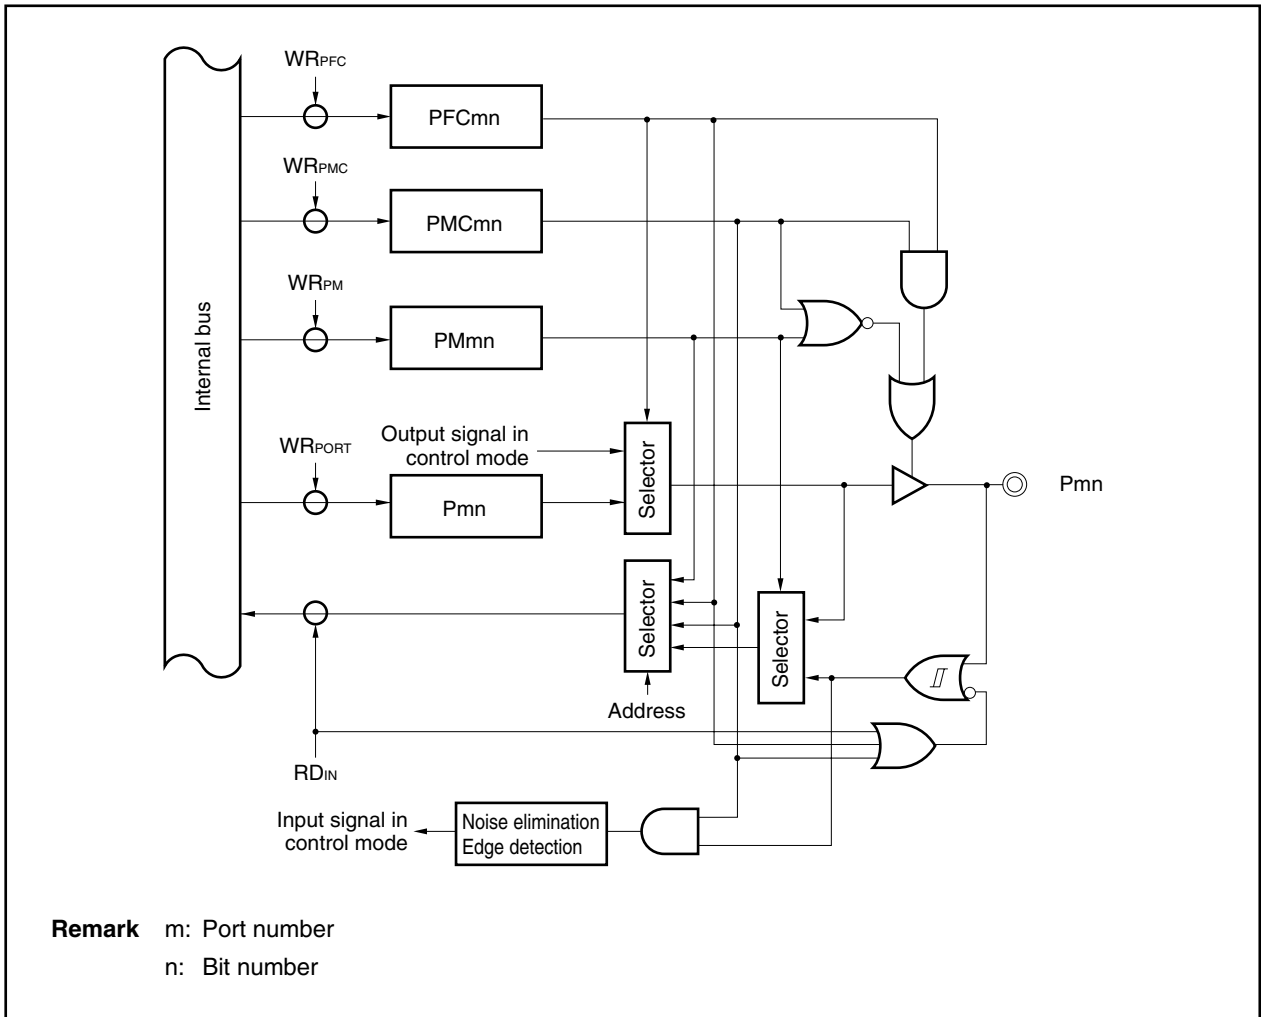 WRPFC
PFCmn
WRPMC
PMCmn
WRPM
PMmn
Internal bus
Output signal in
control mode
WRPORT
Pmn
Selector
Pmn
Selector
Selector
Address
RDIN
Input signal in
control mode
Noise elimination
Edge detection
Remark m: Port number
n: Bit number